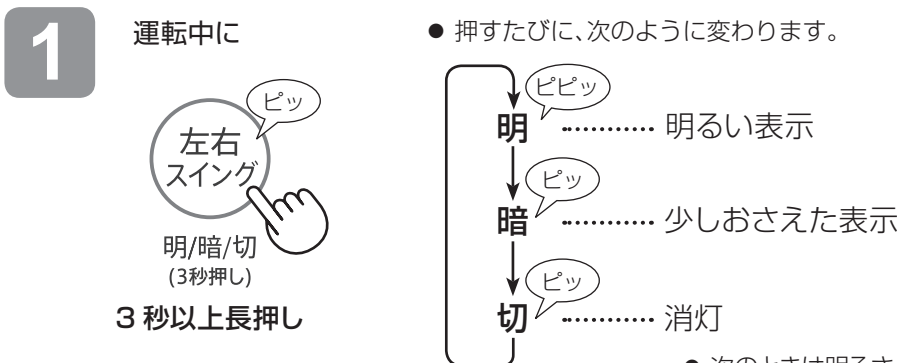 1
運転中に
ピッ
左右
スイング
明/暗/切
(3秒押し)
3 秒以上長押し
● 押すたびに、次のように変わります。
ピピッ
明 ………… 明るい表示
ピッ
暗 ………… 少しおさえた表示
ピッ
切 ………… 消灯